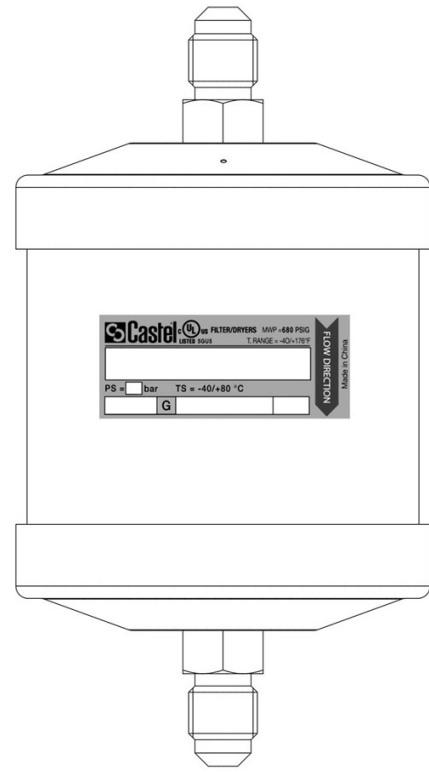 Castel c UL us FILTER/DRYERS MWP =680 PSIG
LISTED SGUS T. RANGE = -40/+176°F
PS = bar TS = -40/+80 °C
G
FLOW DIRECTION
Made in China